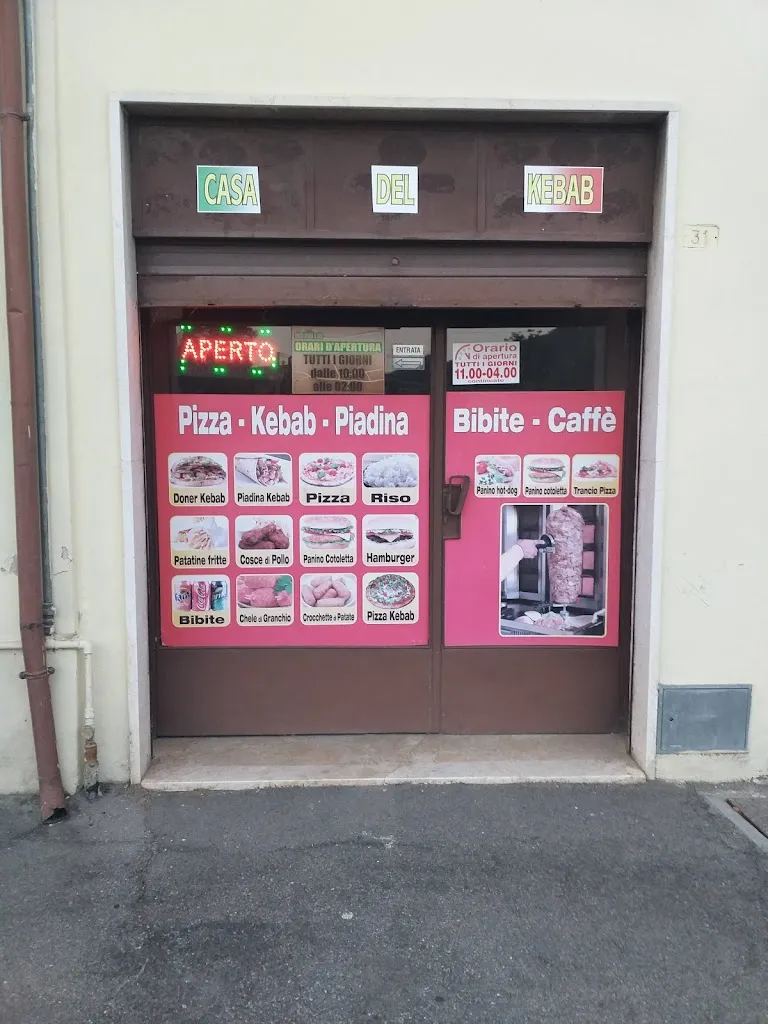 CASA DEL KEBAB
31
APERTO
ORARI D'APERTURA
TUTTI I GIORNI
dalle 10:00
alle 02:00
ENTRATA
Orario
di apertura
TUTTI I GIORNI
11.00-04.00
continuato
Pizza - Kebab - Piadina
Doner Kebab
Piadina Kebab
Pizza
Riso
Patatine fritte
Cosce di Pollo
Panino Cotoletta
Hamburger
Bibite
Chele di Granchio
Crocchette di Patate
Pizza Kebab
Bibite - Caffè
Panino hot-dog
Panino cotoletta
Trancio Pizza